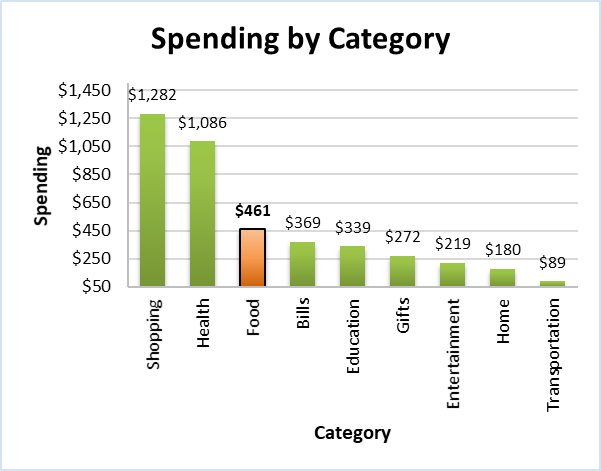 Spending by Category
Spending
$1,450
$1,250
$1,050
$850
$650
$450
$250
$50
$1,282
$1,086
$461
$369
$339
$272
$219
$180
$89
Shopping
Health
Food
Bills
Education
Gifts
Entertainment
Home
Transportation
Category